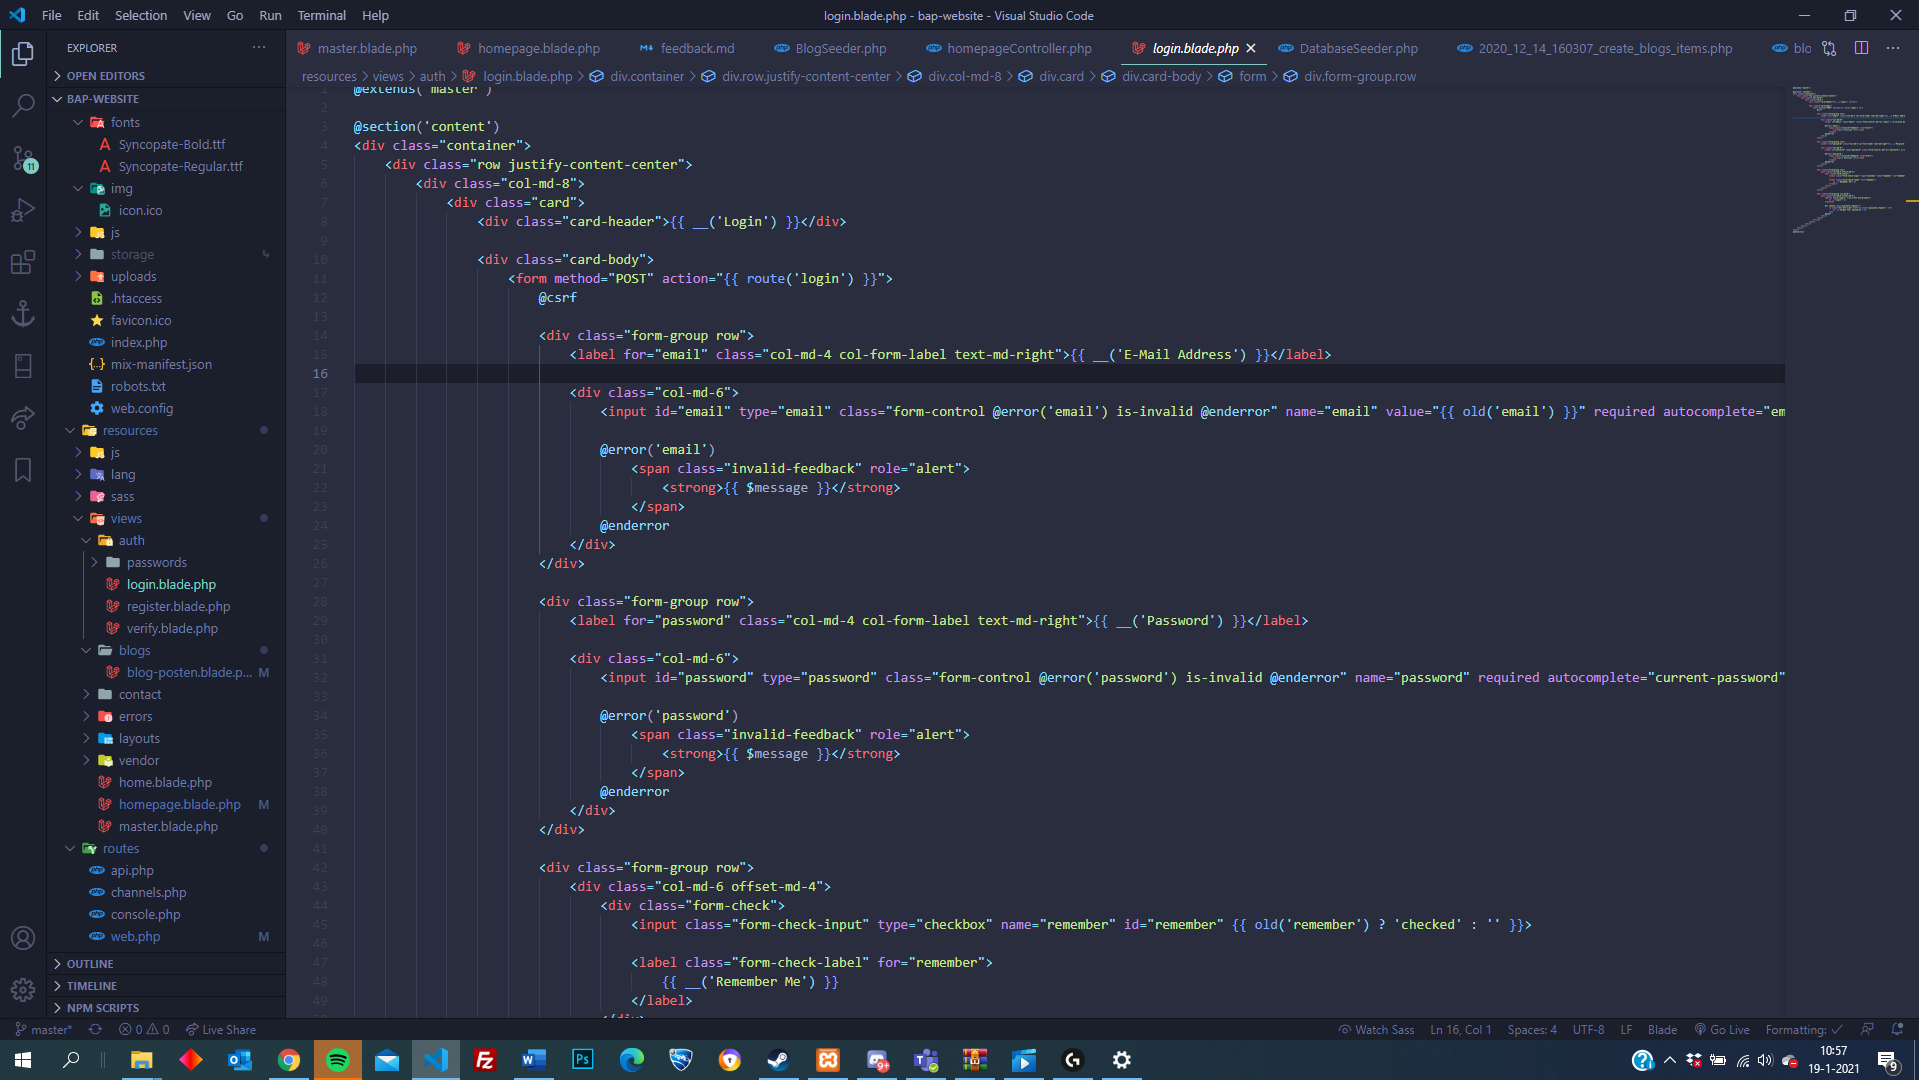 File Edit Selection View Go Run Terminal Help
login.blade.php - bap-website - Visual Studio Code
EXPLORER
OPEN EDITORS
BAP-WEBSITE
fonts
Syncopate-Bold.ttf
Syncopate-Regular.ttf
img
icon.ico
js
storage
uploads
.htaccess
favicon.ico
index.php
mix-manifest.json
robots.txt
web.config
resources
js
lang
sass
views
auth
passwords
login.blade.php
register.blade.php
verify.blade.php
blogs
blog-posten.blade.p... M
contact
errors
layouts
vendor
home.blade.php
homepage.blade.php M
master.blade.php
routes
api.php
channels.php
console.php
web.php M
OUTLINE
TIMELINE
NPM SCRIPTS
11
master.blade.php homepage.blade.php feedback.md BlogSeeder.php homepageController.php login.blade.php DatabaseSeeder.php 2020_12_14_160307_create_blogs_items.php blo
resources > views > auth > login.blade.php > div.container > div.row.justify-content-center > div.col-md-8 > div.card > div.card-body > form > div.form-group.row
1 @extends('master')
2
3 @section('content')
4 <div class="container">
5 <div class="row justify-content-center">
6 <div class="col-md-8">
7 <div class="card">
8 <div class="card-header">{{ __('Login') }}</div>
9
10 <div class="card-body">
11 <form method="POST" action="{{ route('login') }}">
12 @csrf
13
14 <div class="form-group row">
15 <label for="email" class="col-md-4 col-form-label text-md-right">{{ __('E-Mail Address') }}</label>
16
17 <div class="col-md-6">
18 <input id="email" type="email" class="form-control @error('email') is-invalid @enderror" name="email" value="{{ old('email') }}" required autocomplete="em
19
20 @error('email')
21 <span class="invalid-feedback" role="alert">
22 <strong>{{ $message }}</strong>
23 </span>
24 @enderror
25 </div>
26 </div>
27
28 <div class="form-group row">
29 <label for="password" class="col-md-4 col-form-label text-md-right">{{ __('Password') }}</label>
30
31 <div class="col-md-6">
32 <input id="password" type="password" class="form-control @error('password') is-invalid @enderror" name="password" required autocomplete="current-password"
33
34 @error('password')
35 <span class="invalid-feedback" role="alert">
36 <strong>{{ $message }}</strong>
37 </span>
38 @enderror
39 </div>
40 </div>
41
42 <div class="form-group row">
43 <div class="col-md-6 offset-md-4">
44 <div class="form-check">
45 <input class="form-check-input" type="checkbox" name="remember" id="remember" {{ old('remember') ? 'checked' : '' }}>
46
47 <label class="form-check-label" for="remember">
48 {{ __('Remember Me') }}
49 </label>
50 </div>
master* 0 0 Live Share
Watch Sass Ln 16, Col 1 Spaces: 4 UTF-8 LF Blade Go Live Formatting: ✓
10:57
19-1-2021
9